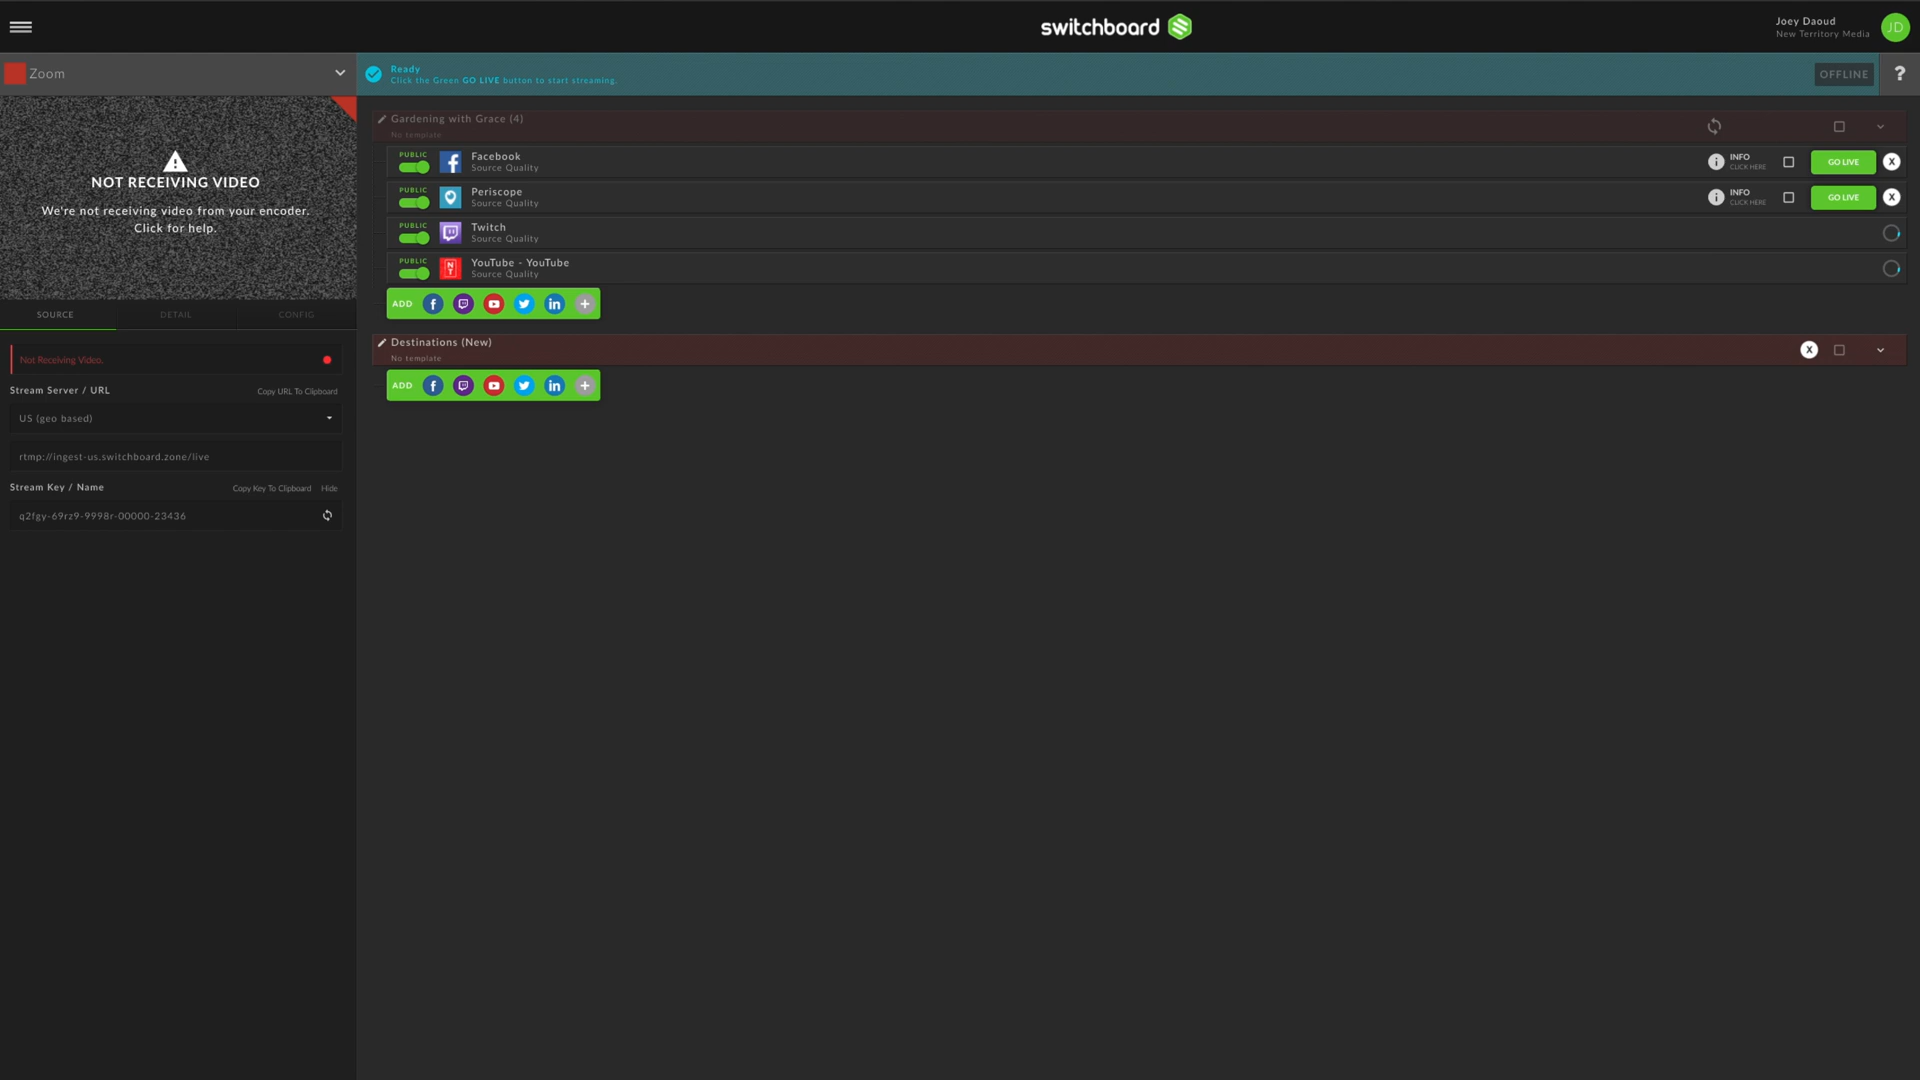 switchboard
Joey Daoud
New Territory Media
JD
Zoom
Ready
Click the Green GO LIVE button to start streaming.
OFFLINE
?
NOT RECEIVING VIDEO
We're not receiving video from your encoder.
Click for help.
SOURCE DETAIL CONFIG
Not Receiving Video.
Stream Server / URL Copy URL To Clipboard
US (geo based)
rtmp://ingest-us.switchboard.zone/live
Stream Key / Name Copy Key To Clipboard Hide
q2fgy-69rz9-9998r-00000-23436
Gardening with Grace (4)
No template
PUBLIC Facebook
Source Quality
INFO
CLICK HERE
GO LIVE X
PUBLIC Periscope
Source Quality
INFO
CLICK HERE
GO LIVE X
PUBLIC Twitch
Source Quality
PUBLIC NT YouTube - YouTube
Source Quality
ADD
Destinations (New)
No template
X
ADD